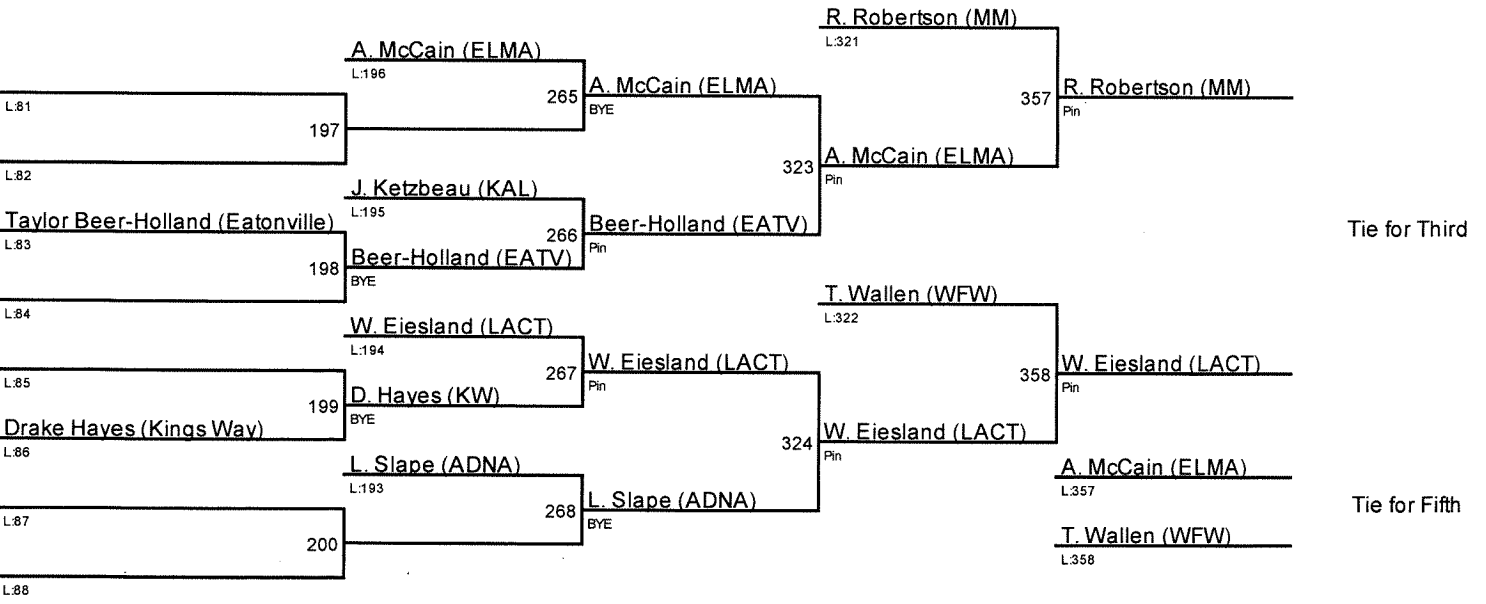 L:81
197
L:82
Taylor Beer-Holland (Eatonville)
L:83
198
L:84
L:85
199
Drake Hayes (Kings Way)
L:86
L:87
200
L:88
A. McCain (ELMA)
L:196
265
J. Ketzbeau (KAL)
L:195
266
Beer-Holland (EATV)
BYE
W. Eiesland (LACT)
L:194
267
D. Hayes (KW)
BYE
L. Slape (ADNA)
L:193
268
A. McCain (ELMA)
BYE
323
Beer-Holland (EATV)
Pin
W. Eiesland (LACT)
Pin
324
L. Slape (ADNA)
BYE
R. Robertson (MM)
L:321
357
A. McCain (ELMA)
Pin
T. Wallen (WFW)
L:322
358
W. Eiesland (LACT)
Pin
R. Robertson (MM)
Pin
Tie for Third
W. Eiesland (LACT)
Pin
A. McCain (ELMA)
L:357
Tie for Fifth
T. Wallen (WFW)
L:358